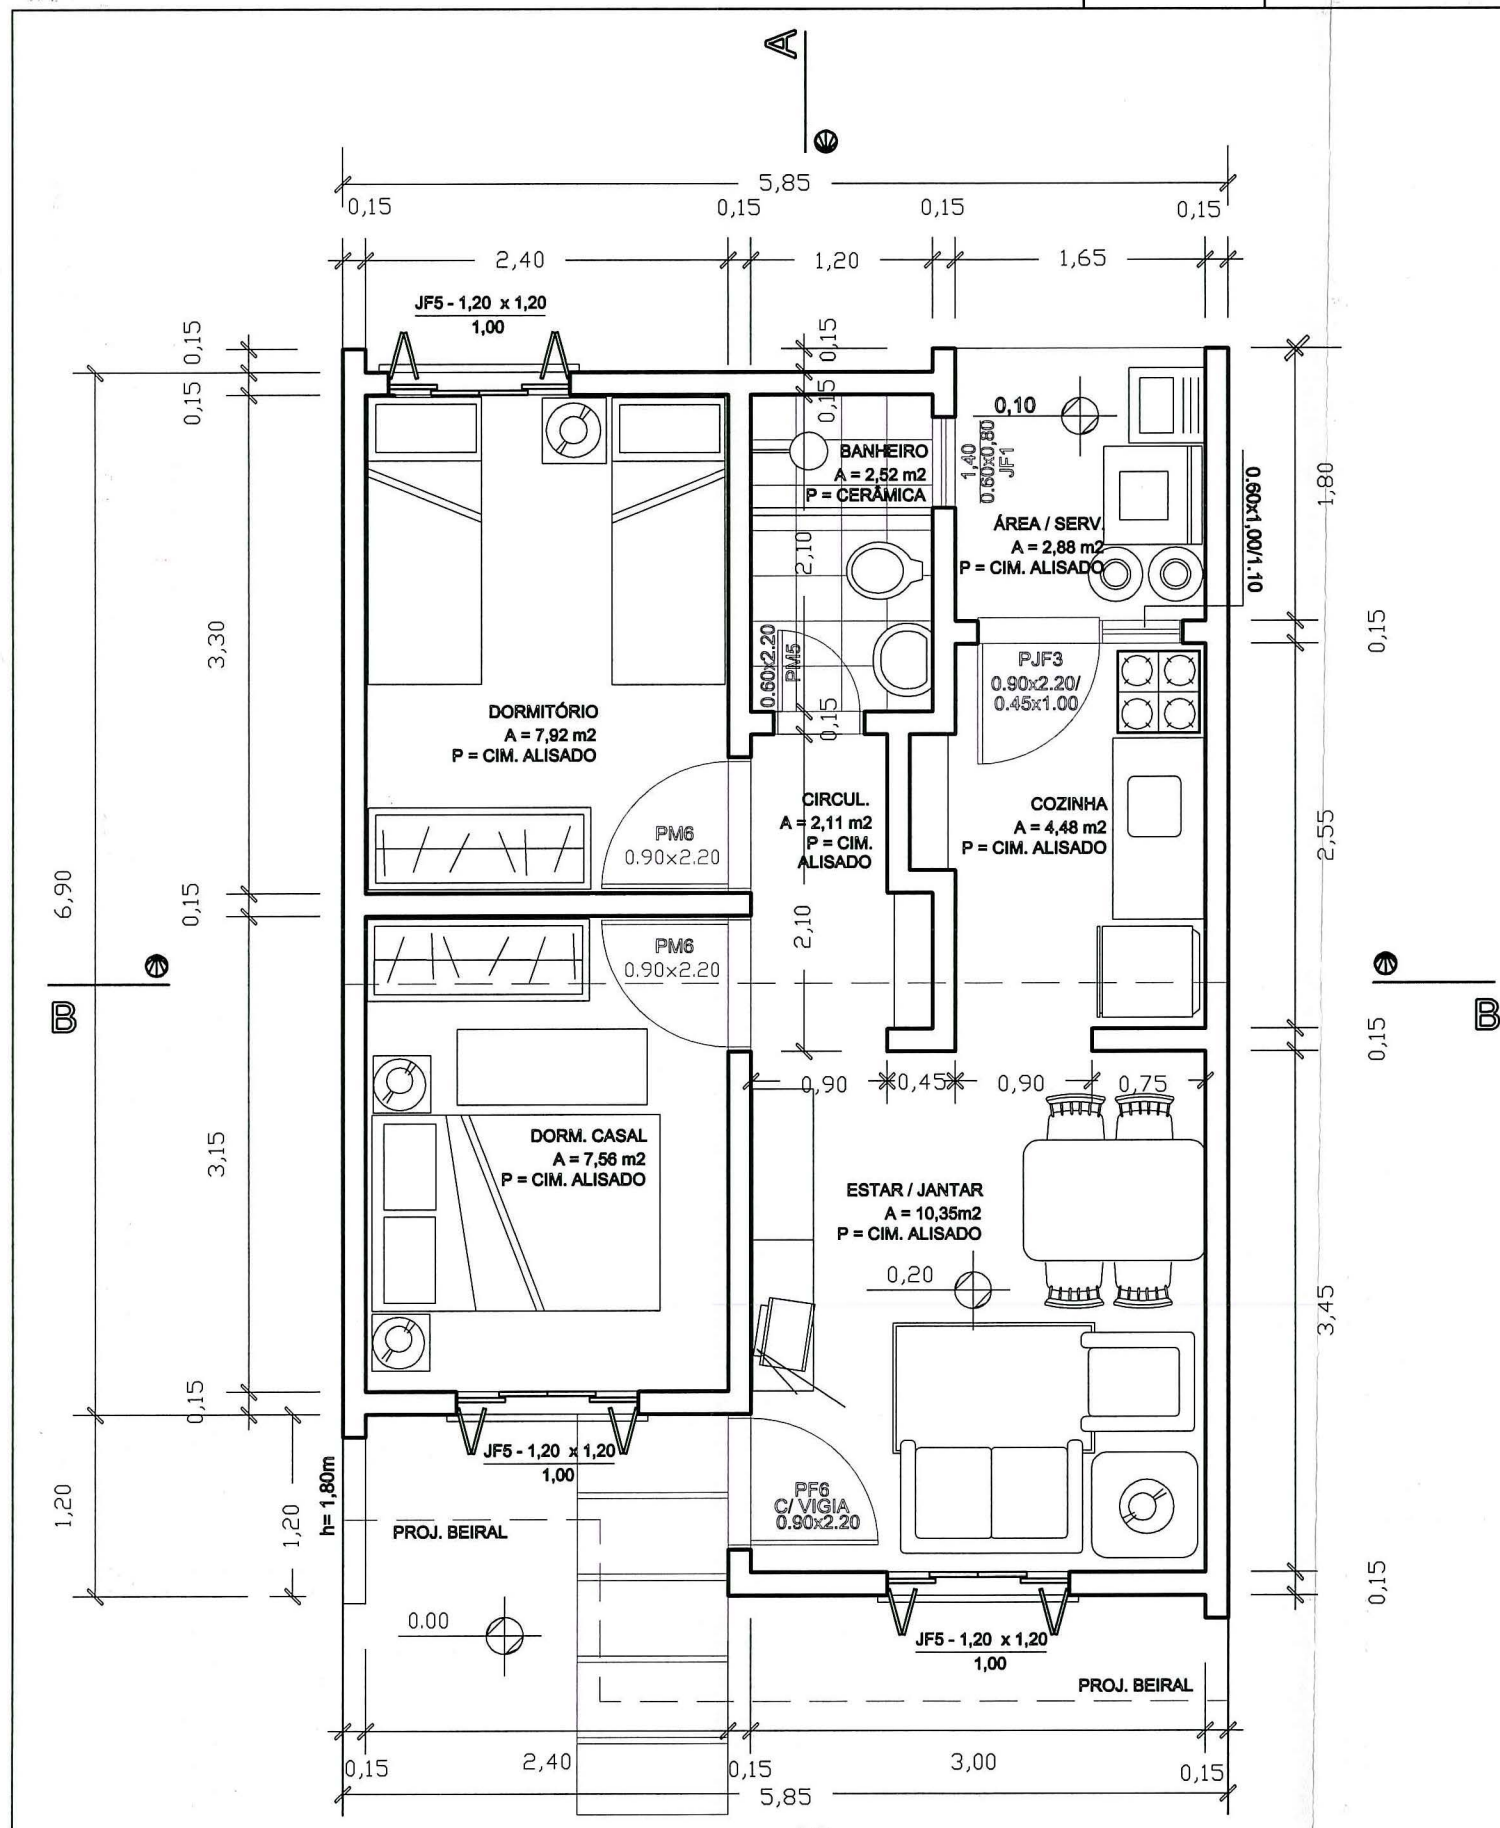 A
5,85
0,15
0,15
0,15
0,15
2,40
1,20
1,65
JF5 - 1,20 x 1,20
1,00
0,15
0,15
0,15
0,15
0,10
1,40
0.60x0,80
JF1
BANHEIRO
A = 2,52 m2
P = CERÂMICA
1,80
0.60x1,00/1.10
ÁREA / SERV.
A = 2,88 m2
P = CIM. ALISADO
2,10
3,30
0.60x2.20
PM5
0,15
PJF3
0.90x2.20/
0.45x1.00
0,15
DORMITÓRIO
A = 7,92 m2
P = CIM. ALISADO
CIRCUL.
A = 2,11 m2
P = CIM.
ALISADO
COZINHA
A = 4,48 m2
P = CIM. ALISADO
2,55
PM6
0.90x2.20
6,90
0,15
2,10
PM6
0.90x2.20
B
B
0,15
0,90
0,45
0,90
0,75
3,15
DORM. CASAL
A = 7,56 m2
P = CIM. ALISADO
ESTAR / JANTAR
A = 10,35m2
P = CIM. ALISADO
0,20
3,45
0,15
JF5 - 1,20 x 1,20
1,00
1,20
1,20
h= 1,80m
PF6
C/ VIGIA
0.90x2.20
PROJ. BEIRAL
0,15
0.00
JF5 - 1,20 x 1,20
1,00
PROJ. BEIRAL
0,15
2,40
0,15
3,00
0,15
5,85